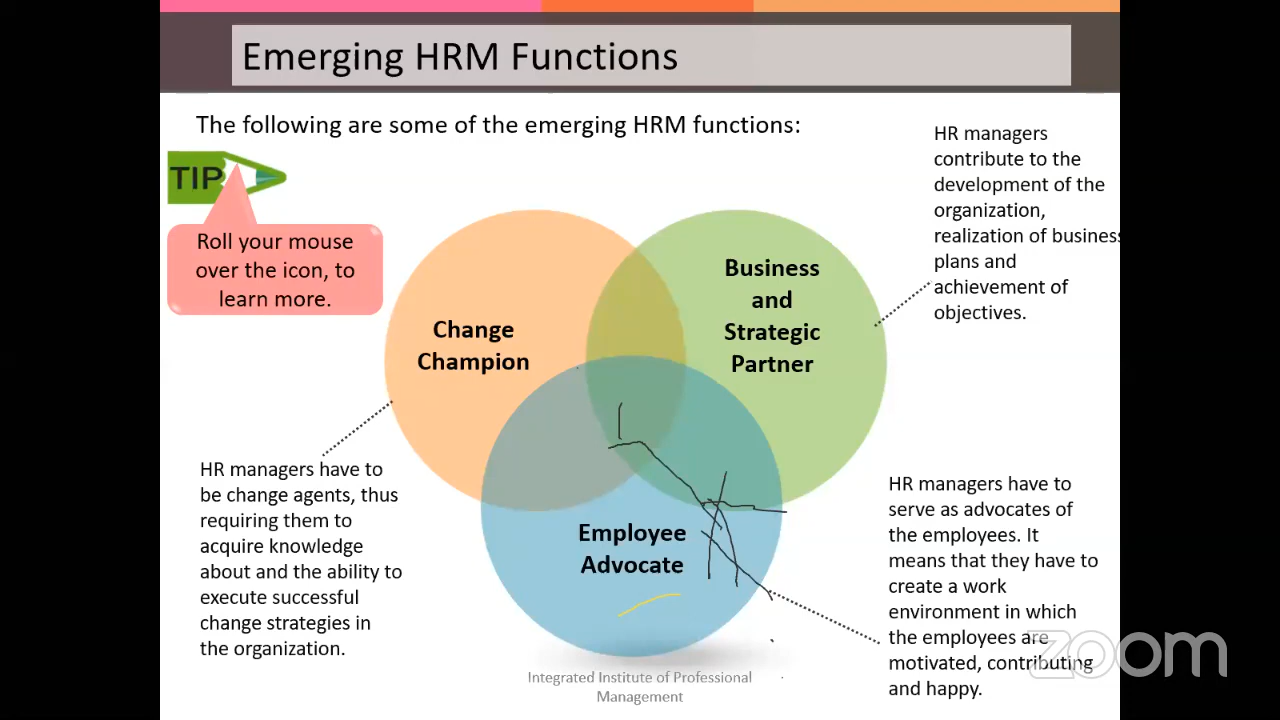 Emerging HRM Functions
The following are some of the emerging HRM functions:
TIP
Roll your mouse
over the icon, to
learn more.
HR managers
contribute to the
development of the
organization,
realization of business
plans and
achievement of
objectives.
Business
and
Strategic
Partner
Change
Champion
HR managers have to
be change agents, thus
requiring them to
acquire knowledge
about and the ability to
execute successful
change strategies in
the organization.
Employee
Advocate
HR managers have to
serve as advocates of
the employees. It
means that they have to
create a work
environment in which
the employees are
motivated, contributing
and happy.
zoom
Integrated Institute of Professional
Management